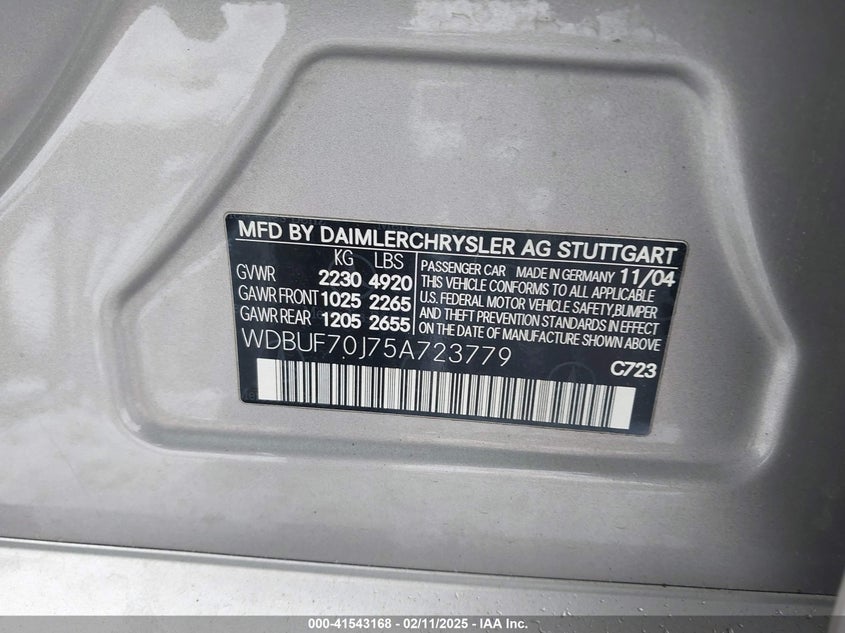 MFD BY DAIMLERCHRYSLER AG STUTTGART
KG LBS
GVWR 2230 4920
GAWR FRONT 1025 2265
GAWR REAR 1205 2655
PASSENGER CAR MADE IN GERMANY 11/04
THIS VEHICLE CONFORMS TO ALL APPLICABLE
U.S. FEDERAL MOTOR VEHICLE SAFETY,BUMPER
AND THEFT PREVENTION STANDARDS IN EFFECT
ON THE DATE OF MANUFACTURE SHOWN ABOVE.
WDBUF70J75A723779
C723
000-41543168 - 02/11/2025 - IAA Inc.